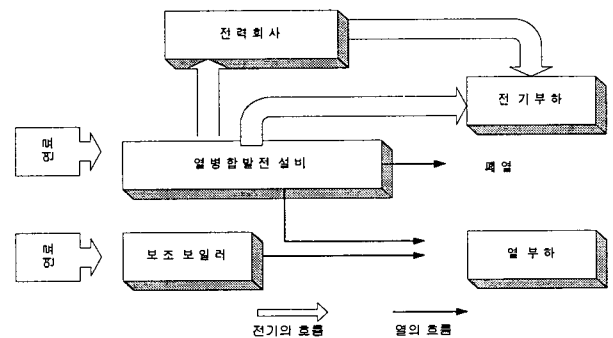 전력회사
전기부하
연료
열병합발전 설비
폐열
연료
보조 보일러
열 부하
전기의 흐름
열의 흐름